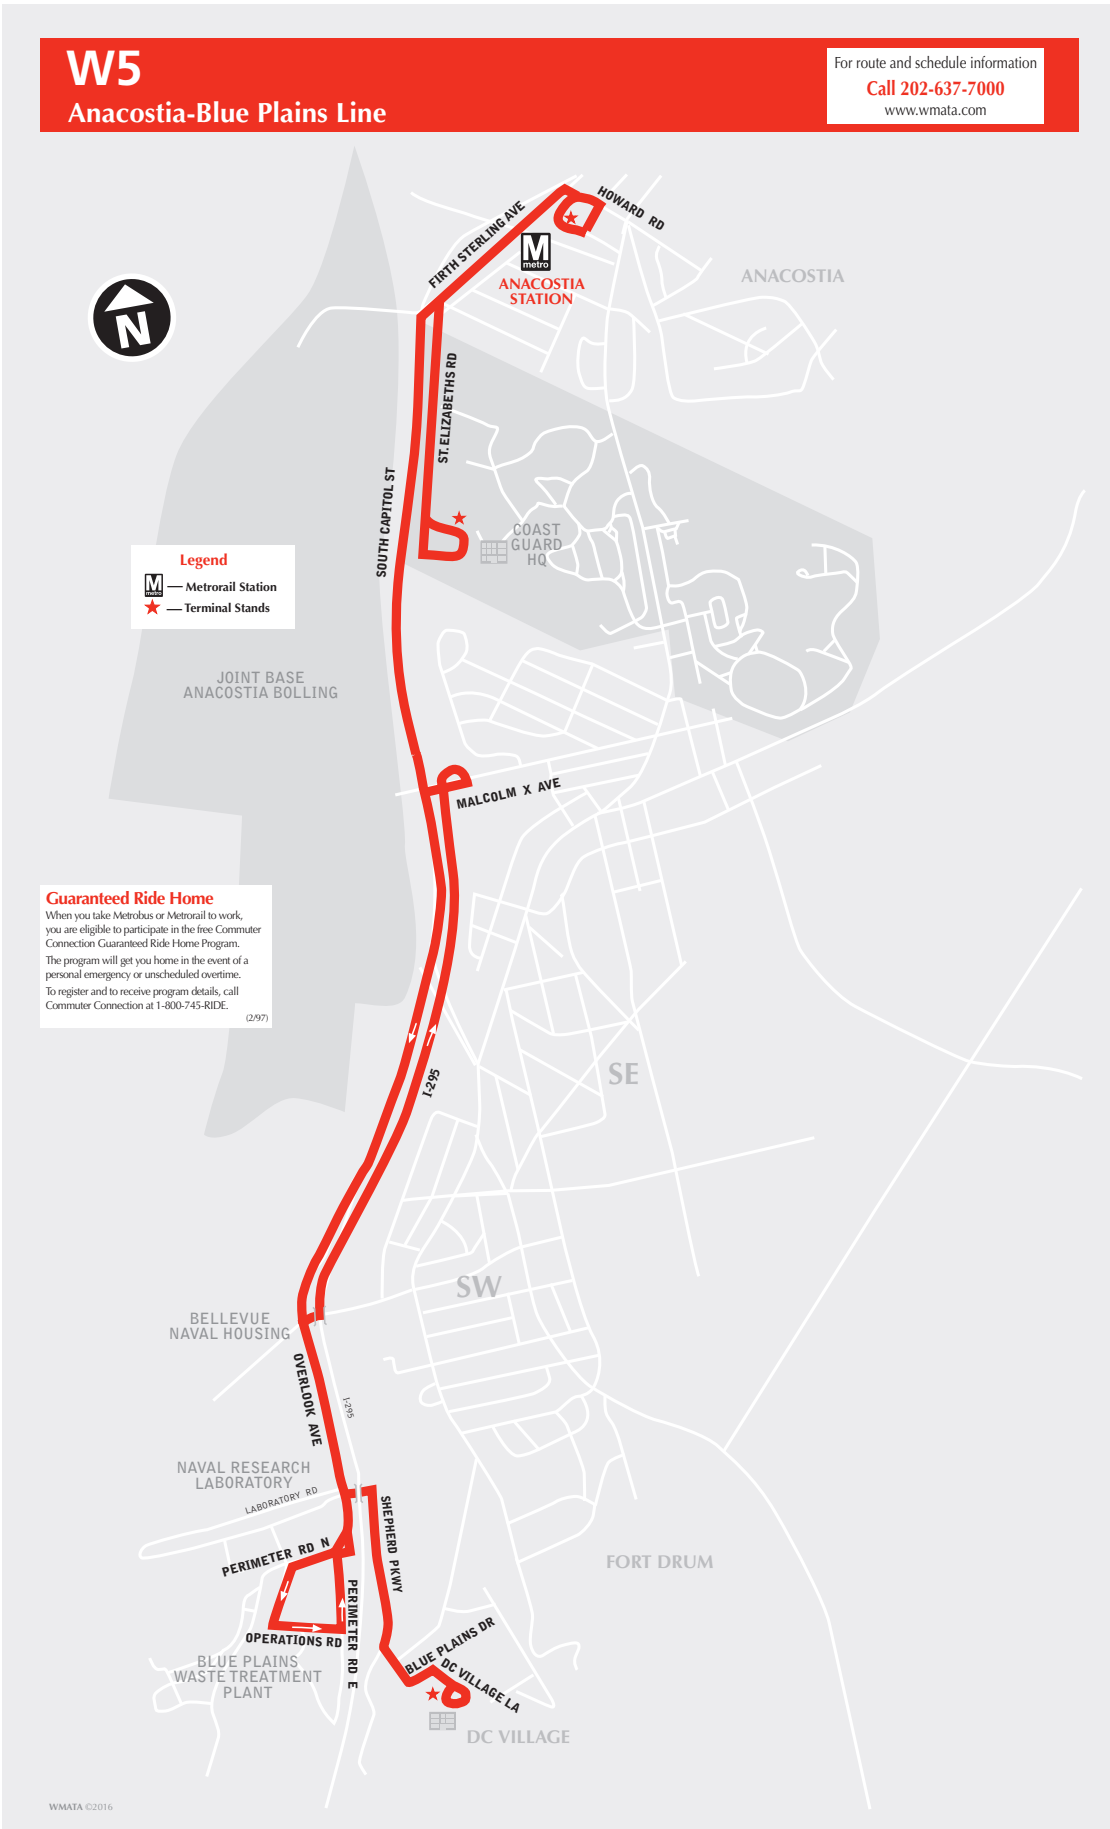 W5
Anacostia-Blue Plains Line
For route and schedule information
Call 202-637-7000
www.wmata.com
HOWARD RD
FIRTH STERLING AVE
M
metro
ANACOSTIA
STATION
ANACOSTIA
N
ST. ELIZABETHS RD
SOUTH CAPITOL ST
COAST
GUARD
HQ
Legend
M
metro
— Metrorail Station
— Terminal Stands
JOINT BASE
ANACOSTIA BOLLING
MALCOLM X AVE
Guaranteed Ride Home
When you take Metrobus or Metrorail to work,
you are eligible to participate in the free Commuter
Connection Guaranteed Ride Home Program.
The program will get you home in the event of a
personal emergency or unscheduled overtime.
To register and to receive program details, call
Commuter Connection at 1-800-745-RIDE.
(2/97)
I-295
SE
SW
BELLEVUE
NAVAL HOUSING
OVERLOOK AVE
I-295
NAVAL RESEARCH
LABORATORY
LABORATORY RD
SHEPHERD PKWY
PERIMETER RD N
FORT DRUM
PERIMETER RD E
OPERATIONS RD
BLUE PLAINS DR
BLUE PLAINS
WASTE TREATMENT
PLANT
DC VILLAGE LA
DC VILLAGE
WMATA ©2016